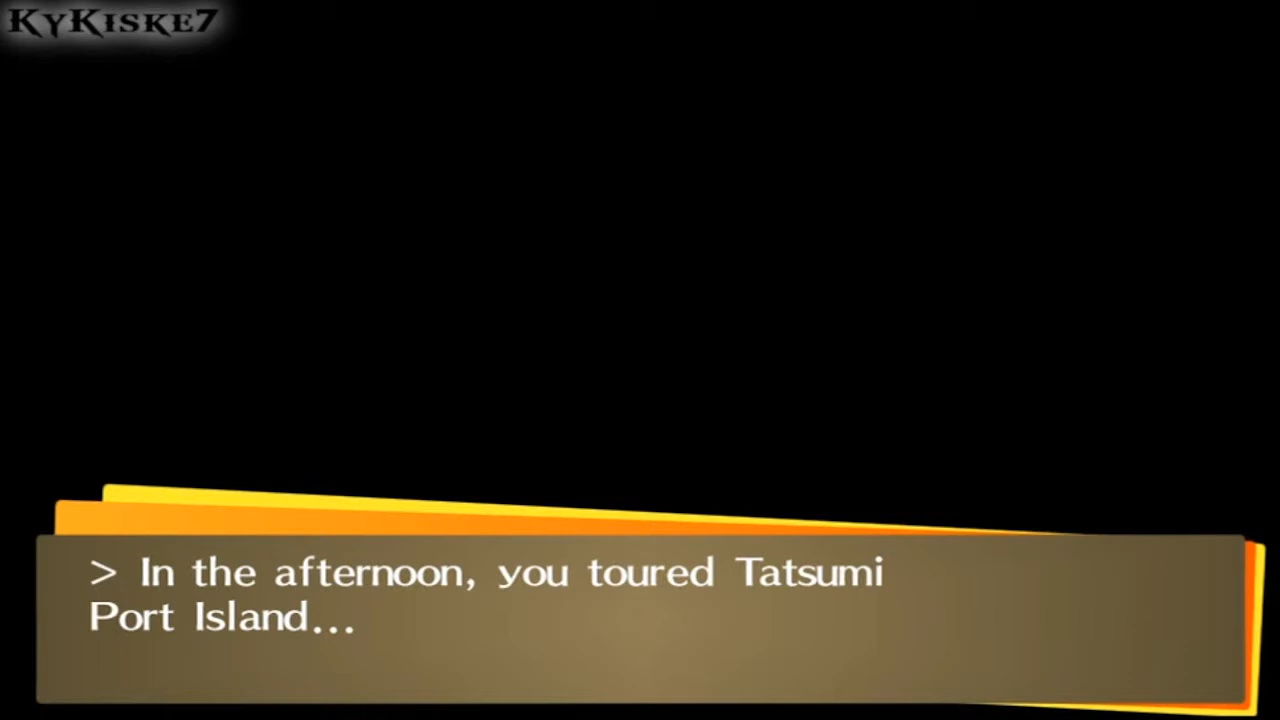 KyKiske7
> In the afternoon, you toured Tatsumi
Port Island...